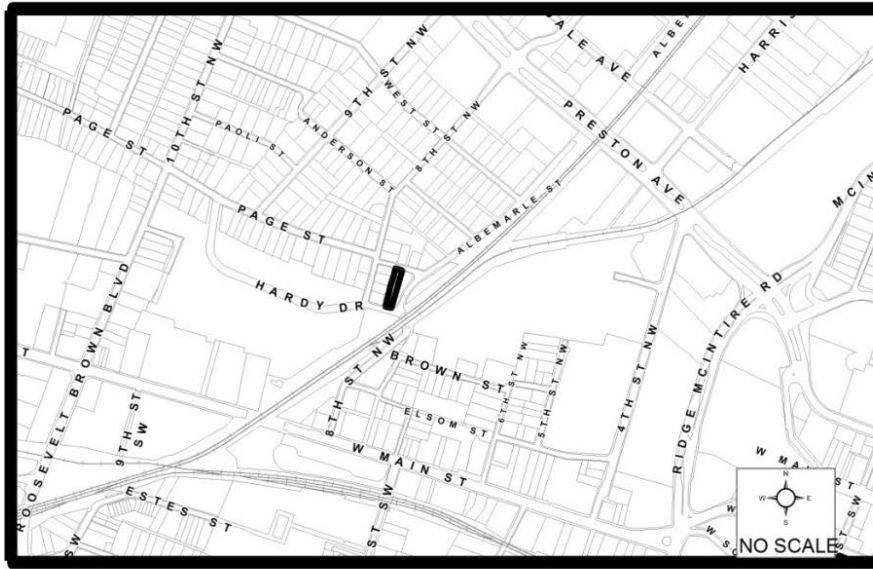 ALE AVE
ALBE
HARRIS
9TH ST NW
WEST ST
8TH ST NW
PRESTON AVE
10TH ST NW
PAOLI ST
ANDERSON ST
PAGE ST
MCIN
PAGE ST
ALBEMARLE ST
HARDY DR
ROOSEVELT BROWN BLVD
RIDGE MCINTIRE RD
8TH ST NW
BROWN ST
6TH ST NW
5TH ST NW
4TH ST NW
T
9TH ST
SW
ELSOM ST
W MAIN ST
W MA
ST
ESTES ST
ST SW
SW
W
W SO
ST SW
N
W E
S
NO SCALE